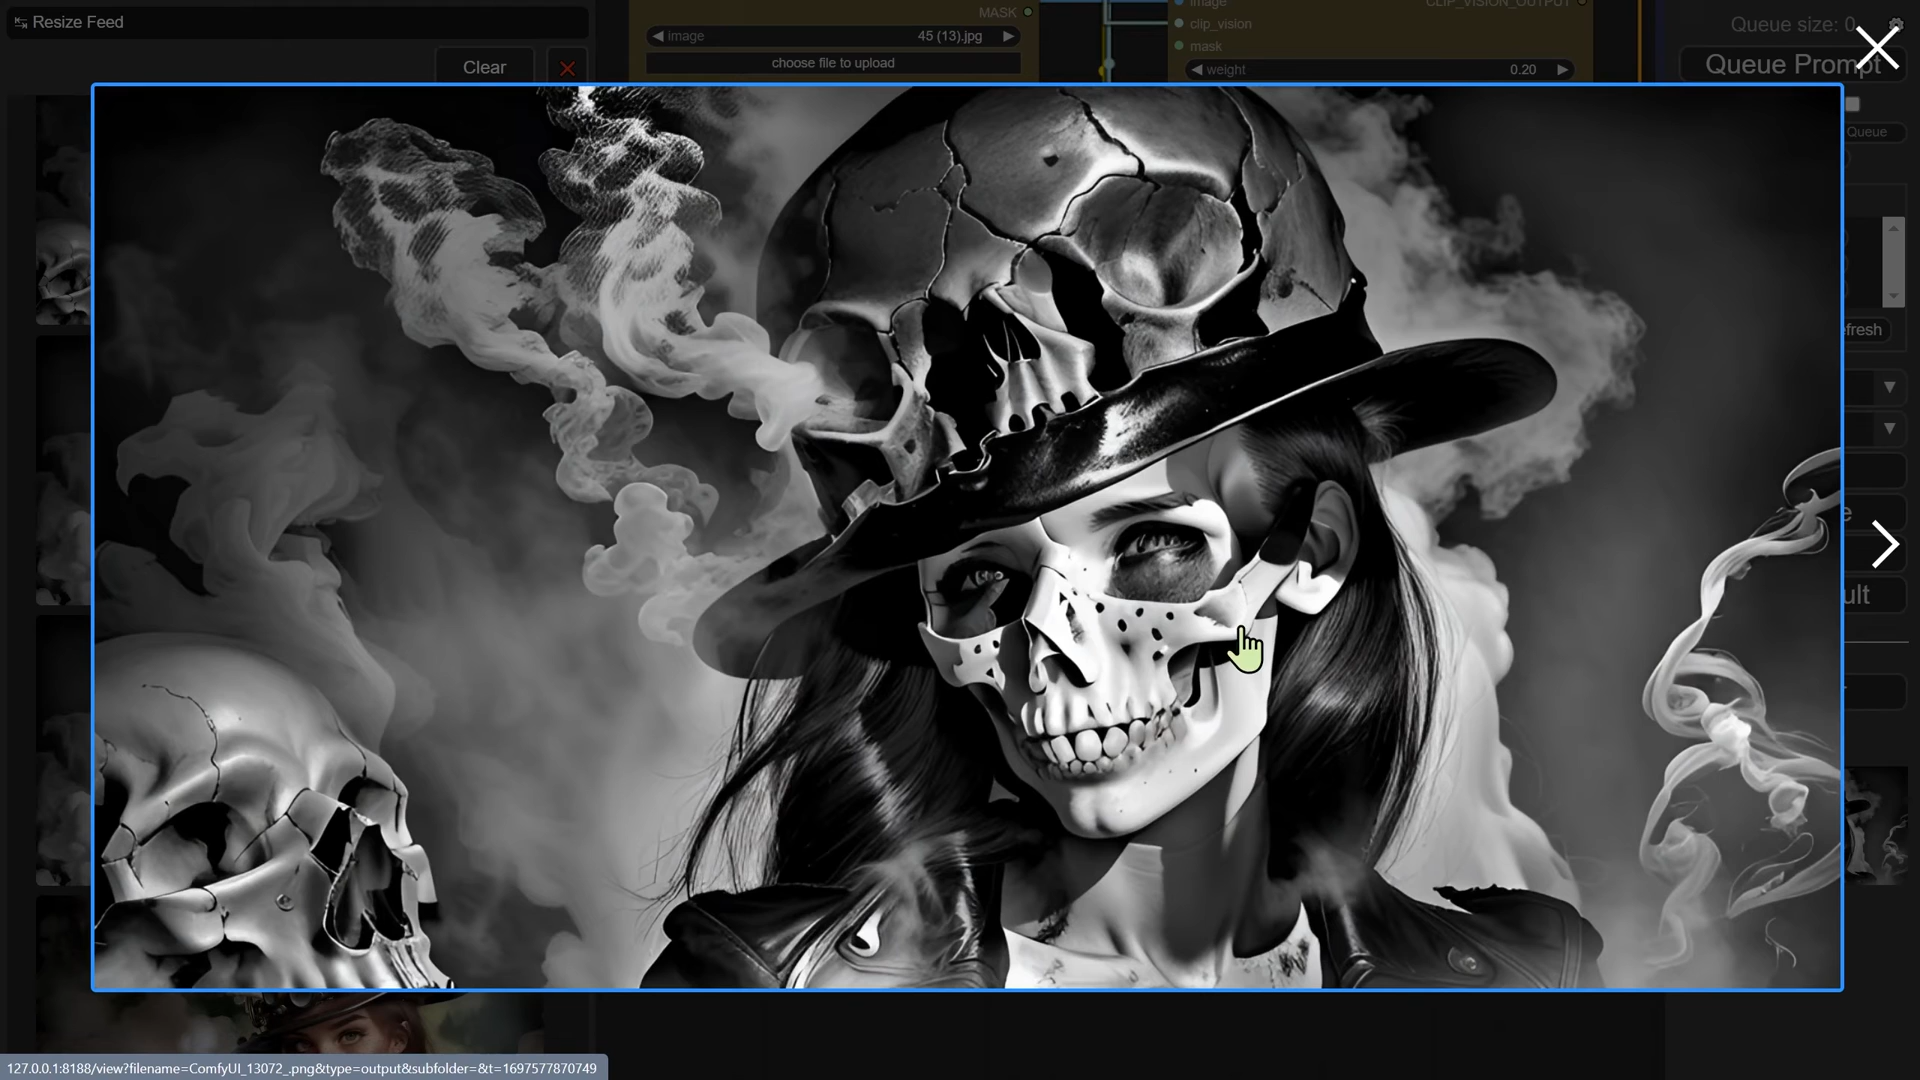 Resize Feed
Clear
MASK
image 45 (13).jpg
choose file to upload
image
CLIP_VISION_OUTPUT
clip_vision
mask
weight 0.20
Queue size: 0
Queue Prompt
Queue
efresh
ult
127.0.0.1:8188/view?filename=ComfyUI_13072_.png&type=output&subfolder=&t=1697577870749